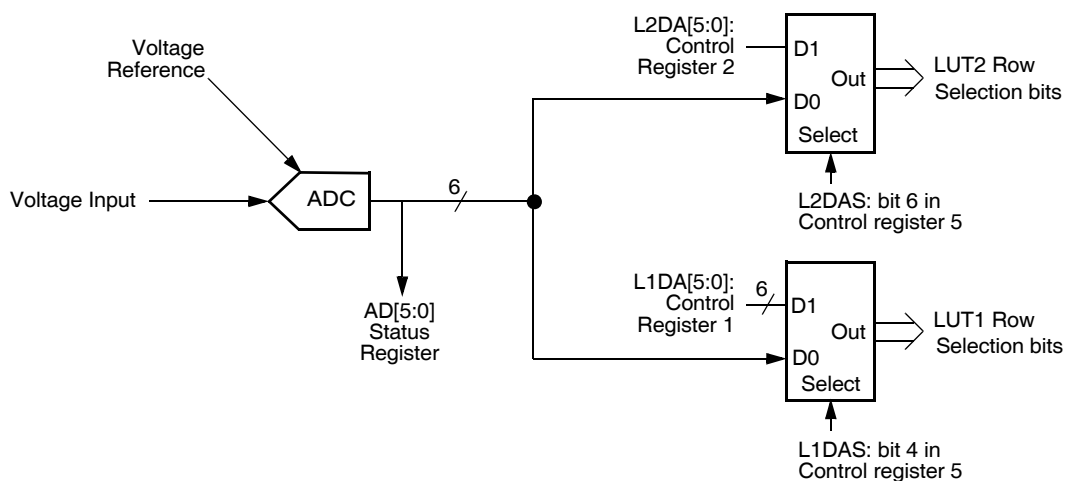 Voltage
Reference
Voltage Input
ADC
6
AD[5:0]
Status
Register
L2DA[5:0]:
Control
Register 2
D1
Out
D0
Select
LUT2 Row
Selection bits
L2DAS: bit 6 in
Control register 5
L1DA[5:0]:
Control
Register 1
6
D1
Out
D0
Select
LUT1 Row
Selection bits
L1DAS: bit 4 in
Control register 5